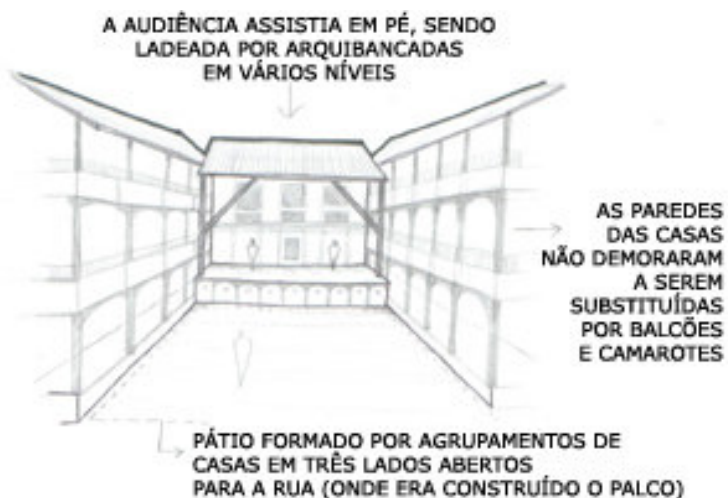 A AUDIÊNCIA ASSISTIA EM PÉ, SENDO
LADEADA POR ARQUIBANCADAS
EM VÁRIOS NÍVEIS
AS PAREDES
DAS CASAS
NÃO DEMORARAM
A SEREM
SUBSTITUÍDAS
POR BALCÕES
E CAMAROTES
PÁTIO FORMADO POR AGRUPAMENTOS DE
CASAS EM TRÊS LADOS ABERTOS
PARA A RUA (ONDE ERA CONSTRUÍDO O PALCO)